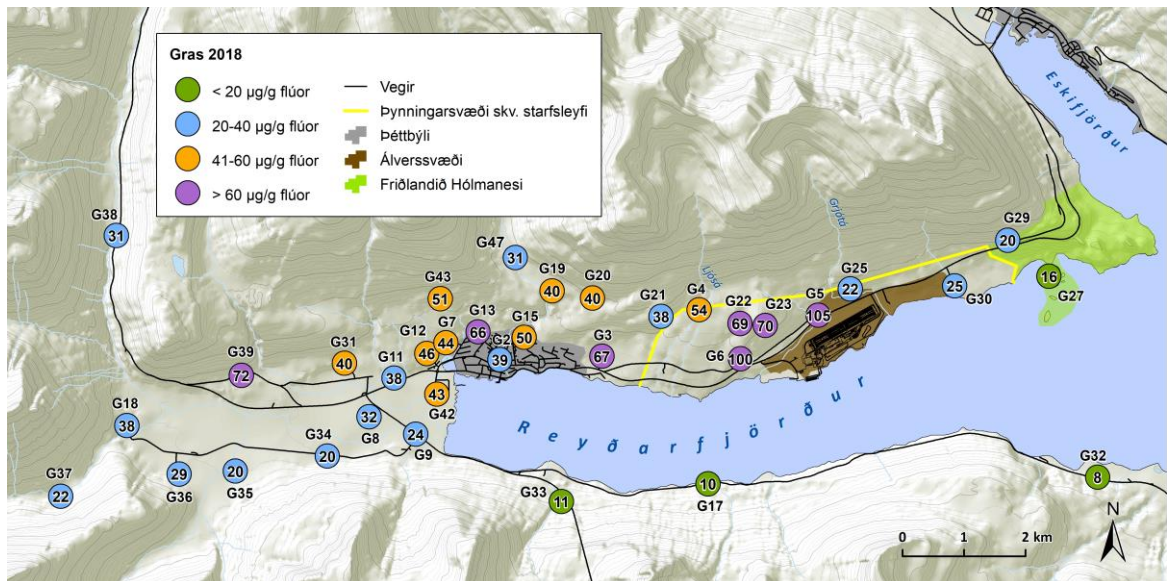 Gras 2018
< 20 µg/g flúor
20-40 µg/g flúor
41-60 µg/g flúor
> 60 µg/g flúor
Vegir
Þynningarsvæði skv. starfsleyfi
Þéttbýli
Álverssvæði
Friðlandið Hólmanesi
Eskifjörður
Grjótá
Ljósá
Reyðarfjörður
G38
31
G47
31
G29
20
G43
51
G19
40
G20
40
G21
38
G4
54
G25
22
G30
25
G27
16
G22
69
G23
70
G5
105
G6
100
G12
46
G7
44
G13
66
G2
39
G15
50
G3
67
G39
72
G31
40
G11
38
G42
43
G18
38
G8
32
G9
24
G34
20
G37
22
G36
29
G35
20
G33
11
G17
10
G32
8
N
0 1 2 km